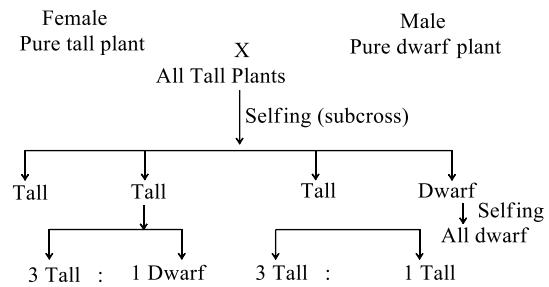 Female
Pure tall plant
Male
Pure dwarf plant
X
All Tall Plants
Selfing (subcross)
Tall
Tall
Tall
Dwarf
Selfing
All dwarf
3 Tall : 1 Dwarf
3 Tall : 1 Tall